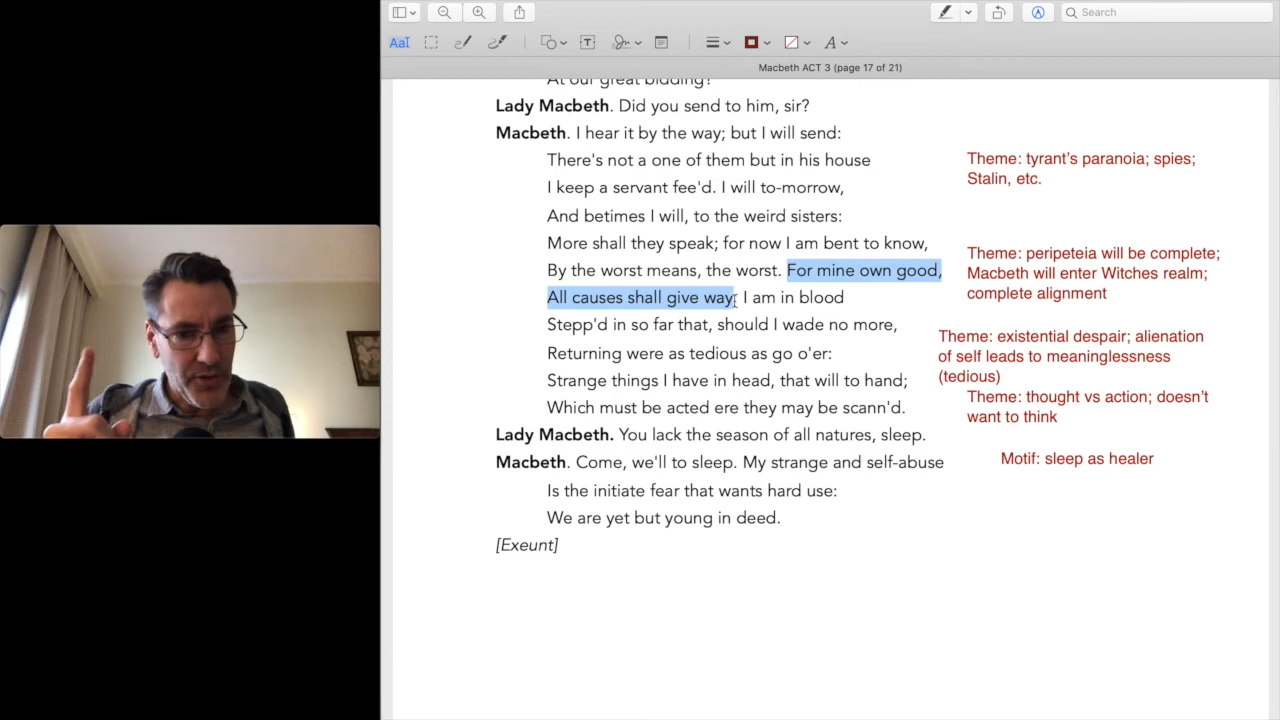 Search
AaI
T
A
Macbeth ACT 3 (page 17 of 21)
At our great bidding?
Lady Macbeth. Did you send to him, sir?
Macbeth. I hear it by the way; but I will send:
There's not a one of them but in his house
I keep a servant fee'd. I will to-morrow,
And betimes I will, to the weird sisters:
More shall they speak; for now I am bent to know,
By the worst means, the worst. For mine own good,
All causes shall give way: I am in blood
Stepp'd in so far that, should I wade no more,
Returning were as tedious as go o'er:
Strange things I have in head, that will to hand;
Which must be acted ere they may be scann'd.
Lady Macbeth. You lack the season of all natures, sleep.
Macbeth. Come, we'll to sleep. My strange and self-abuse
Is the initiate fear that wants hard use:
We are yet but young in deed.
[Exeunt]
Theme: tyrant's paranoia; spies;
Stalin, etc.
Theme: peripeteia will be complete;
Macbeth will enter Witches realm;
complete alignment
Theme: existential despair; alienation
of self leads to meaninglessness
(tedious)
Theme: thought vs action; doesn't
want to think
Motif: sleep as healer